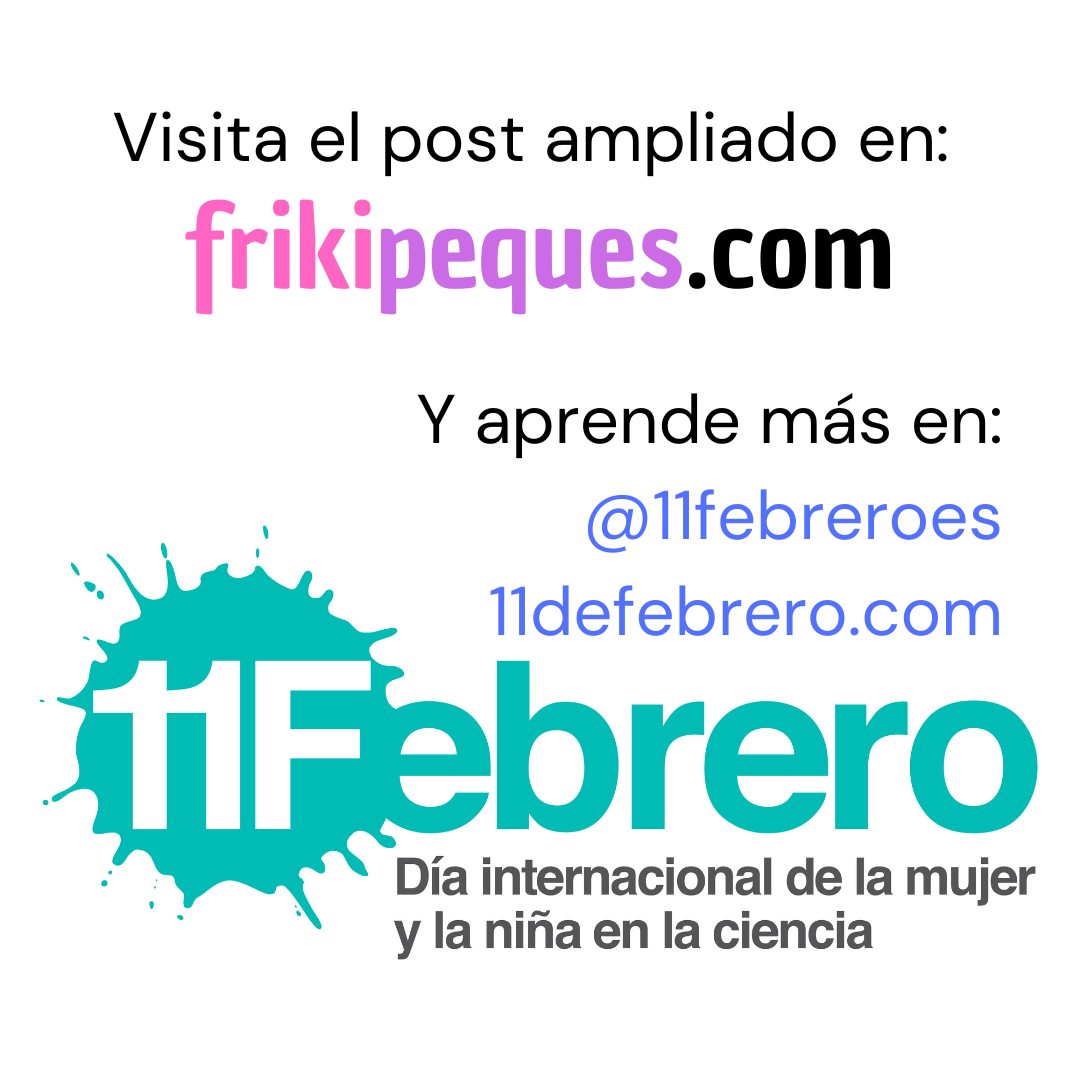 Visita el post ampliado en:
frikipeques.com
Y aprende más en:
@11febreroes
11defebrero.com
11Febrero
Día internacional de la mujer
y la niña en la ciencia